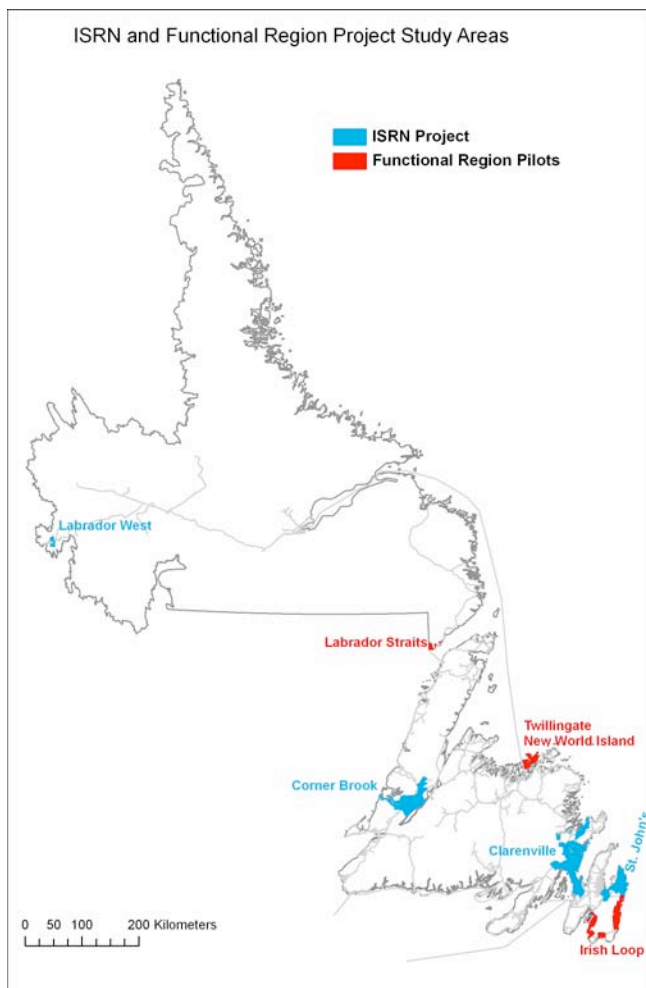 ISRN and Functional Region Project Study Areas
ISRN Project
Functional Region Pilots
Labrador West
Labrador Straits
Twillingate
New World Island
Corner Brook
Clarenville
St. John's
Irish Loop
0 50 100 200 Kilometers